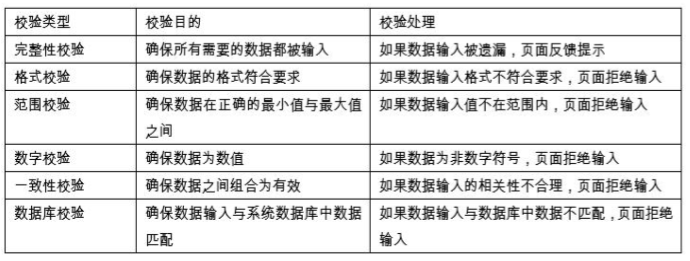 校验类型 校验目的 校验处理
完整性校验 确保所有需要的数据都被输入 如果数据输入被遗漏，页面反馈提示
格式校验 确保数据的格式符合要求 如果数据输入格式不符合要求，页面拒绝输入
范围校验 确保数据在正确的最小值与最大值 如果数据输入值不在范围内，页面拒绝输入
之间
数字校验 确保数据为数值 如果数据为非数字符号，页面拒绝输入
一致性校验 确保数据之间组合为有效 如果数据输入的相关性不合理，页面拒绝输入
数据库校验 确保数据输入与系统数据库中数据 如果数据输入与数据库中数据不匹配，页面拒绝
匹配 输入